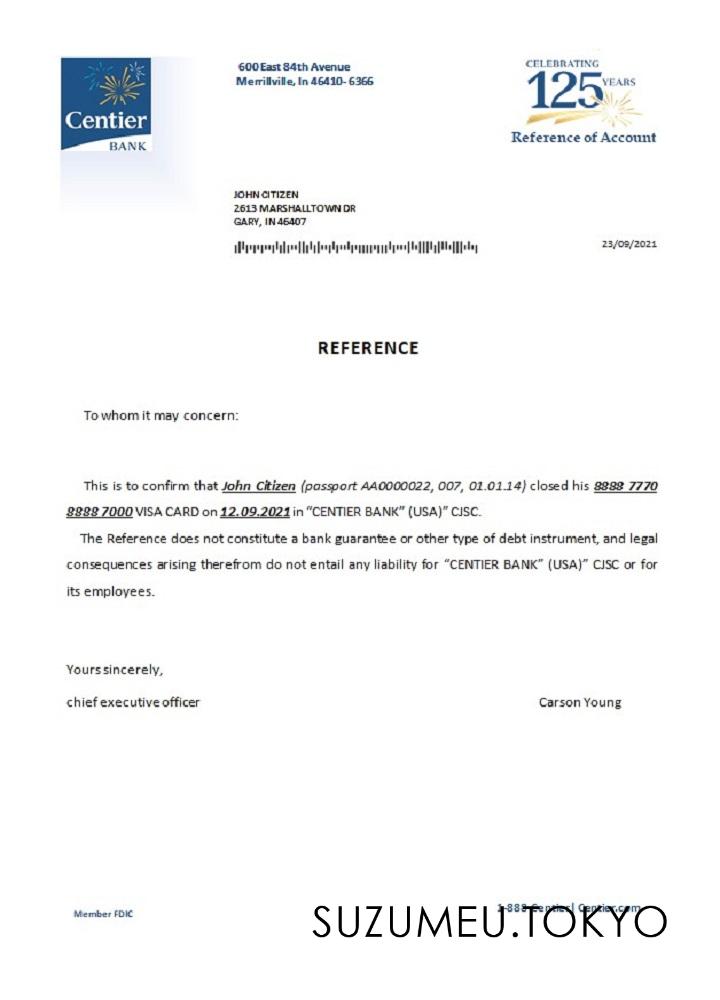 Centier
BANK
600 East 84th Avenue
Merrillville, In 46410- 6366
CELEBRATING
125 YEARS
Reference of Account
JOHN CITIZEN
2613 MARSHALLTOWN DR
GARY, IN 46407
23/09/2021
REFERENCE
To whom it may concern:
This is to confirm that John Citizen (passport AA0000022, 007, 01.01.14) closed his 8888 7770
8888 7000 VISA CARD on 12.09.2021 in “CENTIER BANK” (USA)” CJSC.
The Reference does not constitute a bank guarantee or other type of debt instrument, and legal
consequences arising therefrom do not entail any liability for “CENTIER BANK” (USA)” CJSC or for
its employees.
Yours sincerely,
chief executive officer
Carson Young
Member FDIC
1-888-Centier| Centier.com
SUZUMEU.TOKYO